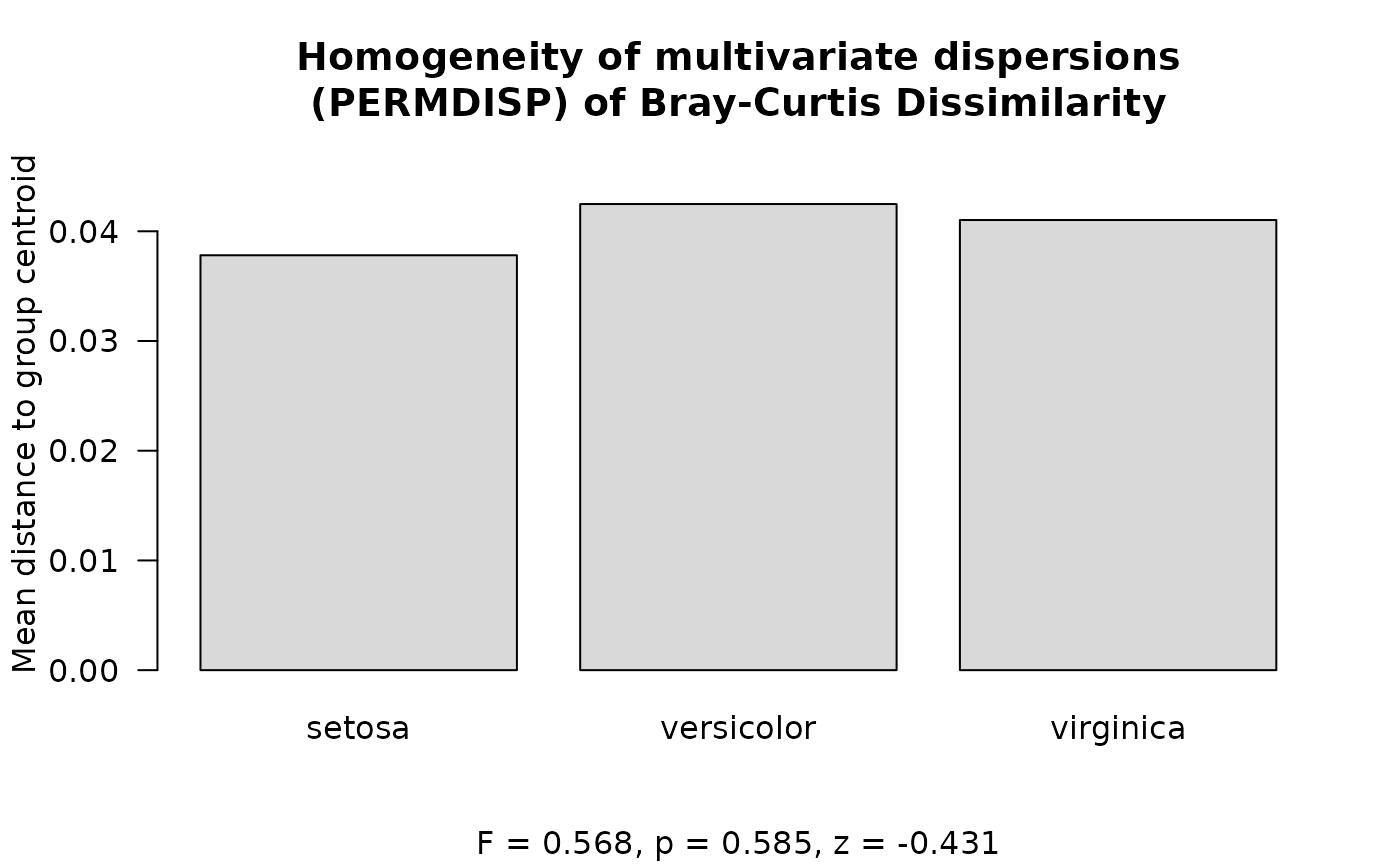 Homogeneity of multivariate dispersions
(PERMDISP) of Bray-Curtis Dissimilarity
Mean distance to group centroid
0.04
0.03
0.02
0.01
0.00
setosa versicolor virginica
F = 0.568, p = 0.585, z = -0.431